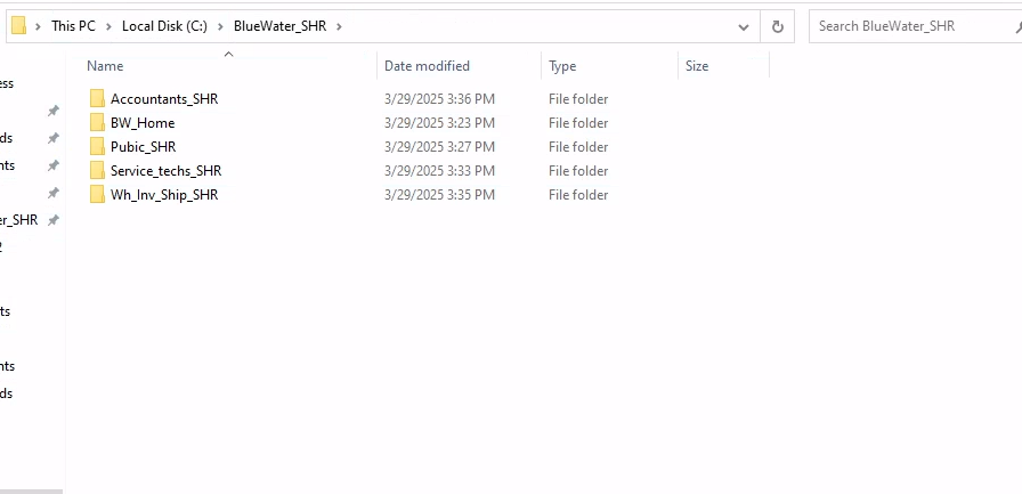 This PC > Local Disk (C:) > BlueWater_SHR >
Search BlueWater_SHR
Name Date modified Type Size
Accountants_SHR 3/29/2025 3:36 PM File folder
BW_Home 3/29/2025 3:23 PM File folder
Pubic_SHR 3/29/2025 3:27 PM File folder
Service_techs_SHR 3/29/2025 3:33 PM File folder
Wh_Inv_Ship_SHR 3/29/2025 3:35 PM File folder
ess
ds
nts
er_SHR
2
ts
nts
ds